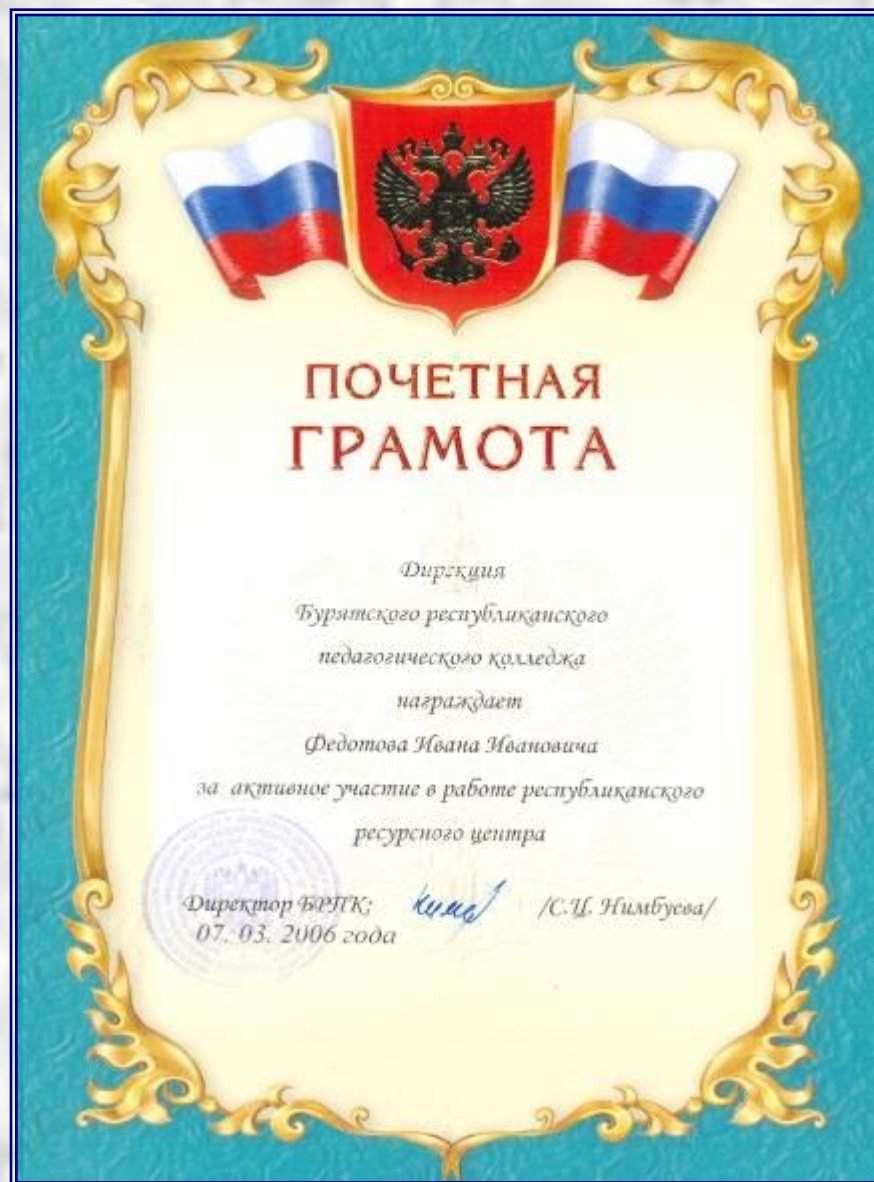 ПОЧЕТНАЯ
ГРАМОТА
Дирекция
Бурятского республиканского
педагогического колледжа
награждает
Федотова Ивана Ивановича
за активное участие в работе республиканского
ресурсного центра
Директор БРПК: /С.Ц. Нимбуева/
07. 03. 2006 года